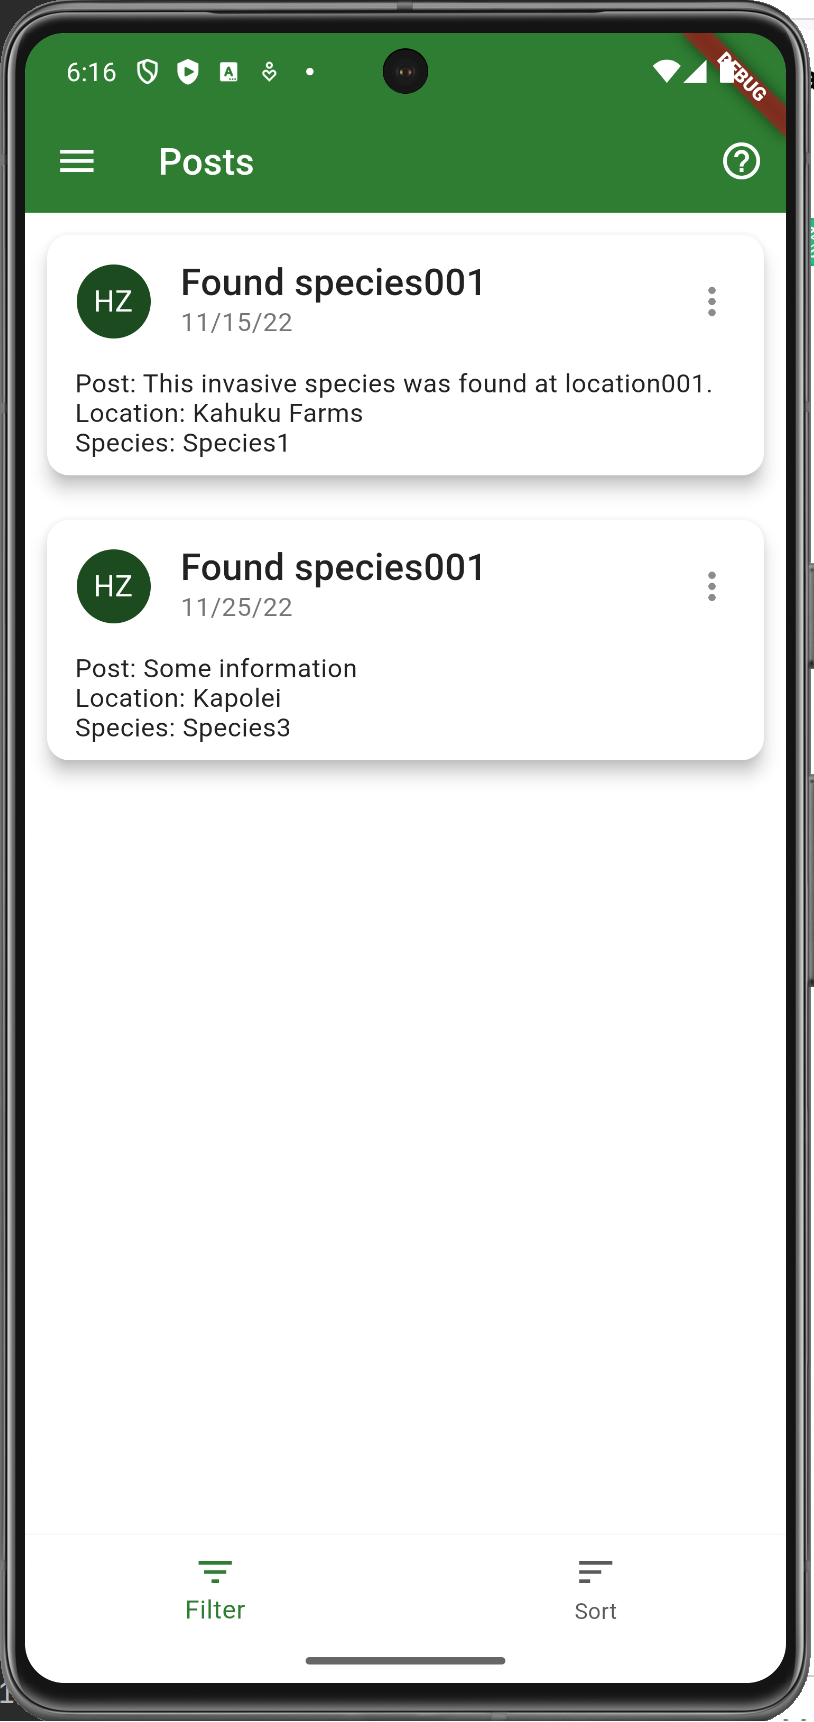 6:16
DEBUG
Posts
HZ
Found species001
11/15/22
Post: This invasive species was found at location001.
Location: Kahuku Farms
Species: Species1
HZ
Found species001
11/25/22
Post: Some information
Location: Kapolei
Species: Species3
Filter
Sort